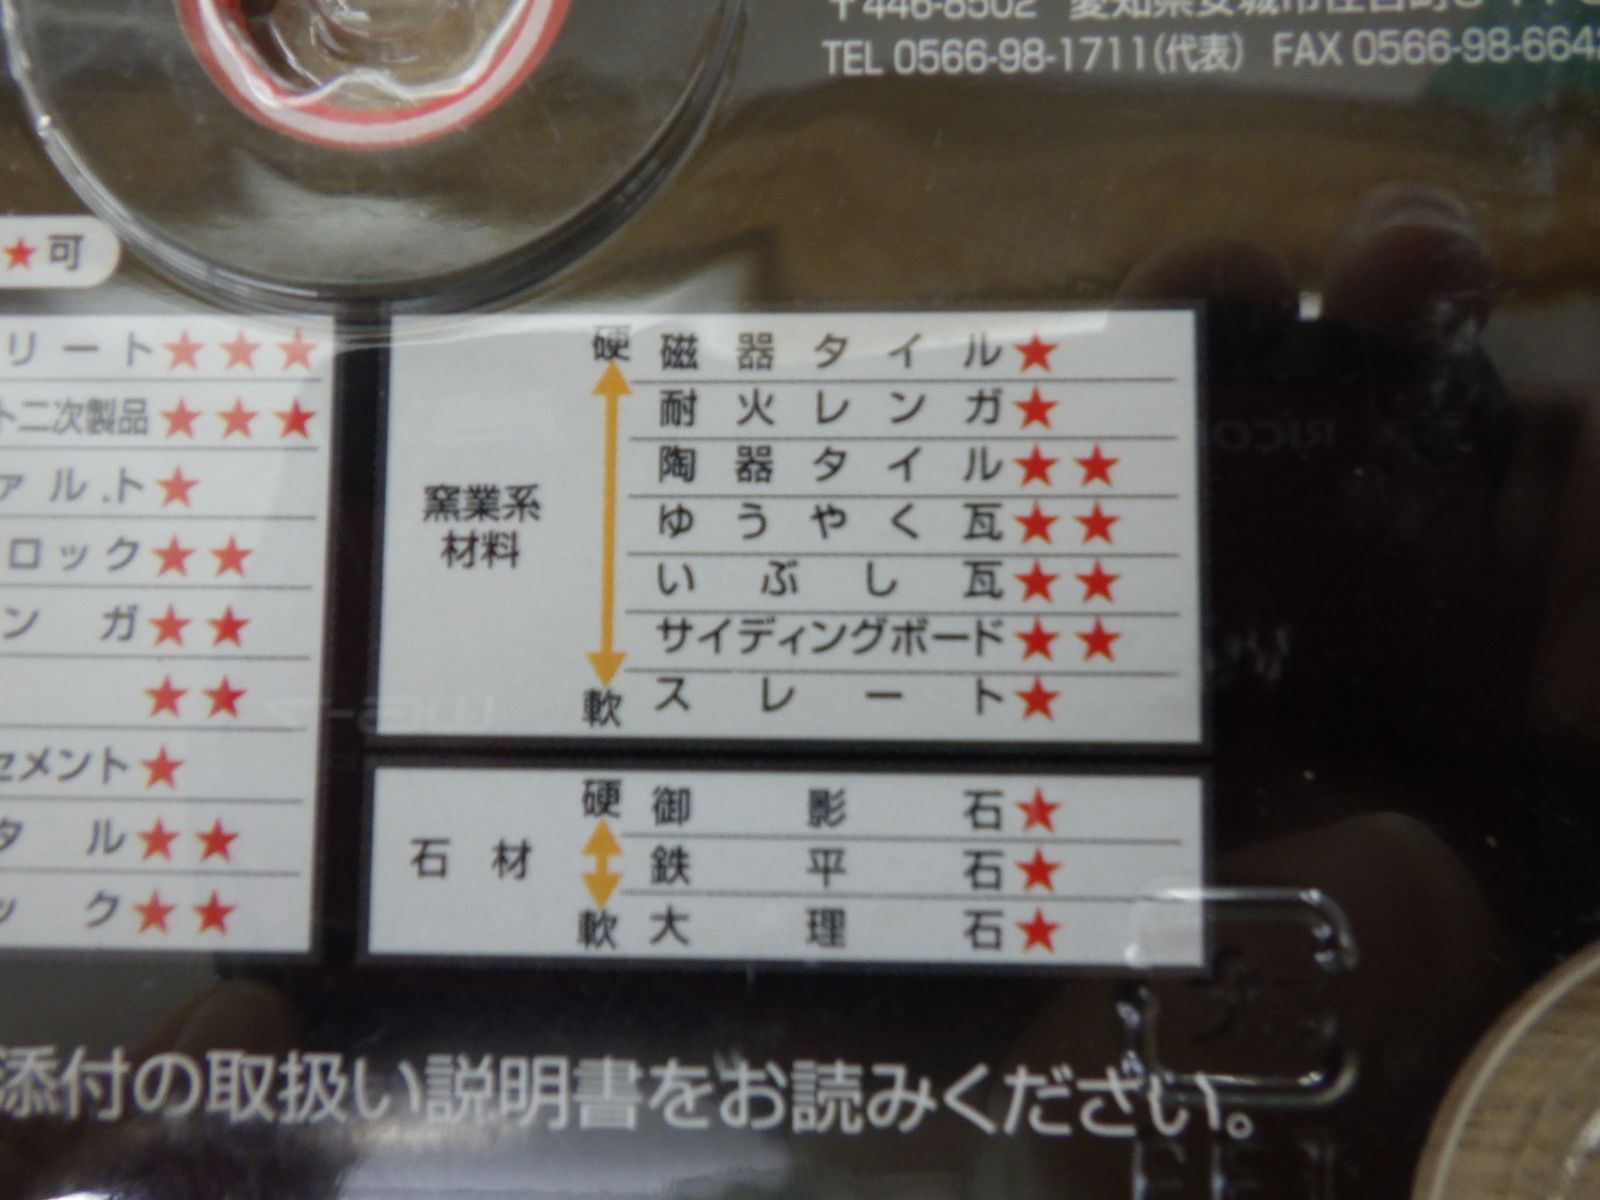 〒446-8502
TEL 0566-98-1711(代表) FAX 0566-98-664
★可
リート★★★
ト二次製品★★★
ァルト★
ロック★★
ンガ★★
★★
セメント★
タル★★
ック★★
窯業系
材料
硬
軟
磁器タイル★
耐火レンガ★
陶器タイル★★
ゆうやく瓦★★
いぶし瓦★★
サイディングボード★★
スレート★
石材
硬
軟
御影石★
鉄平石★
大理石★
添付の取扱い説明書をお読みください。